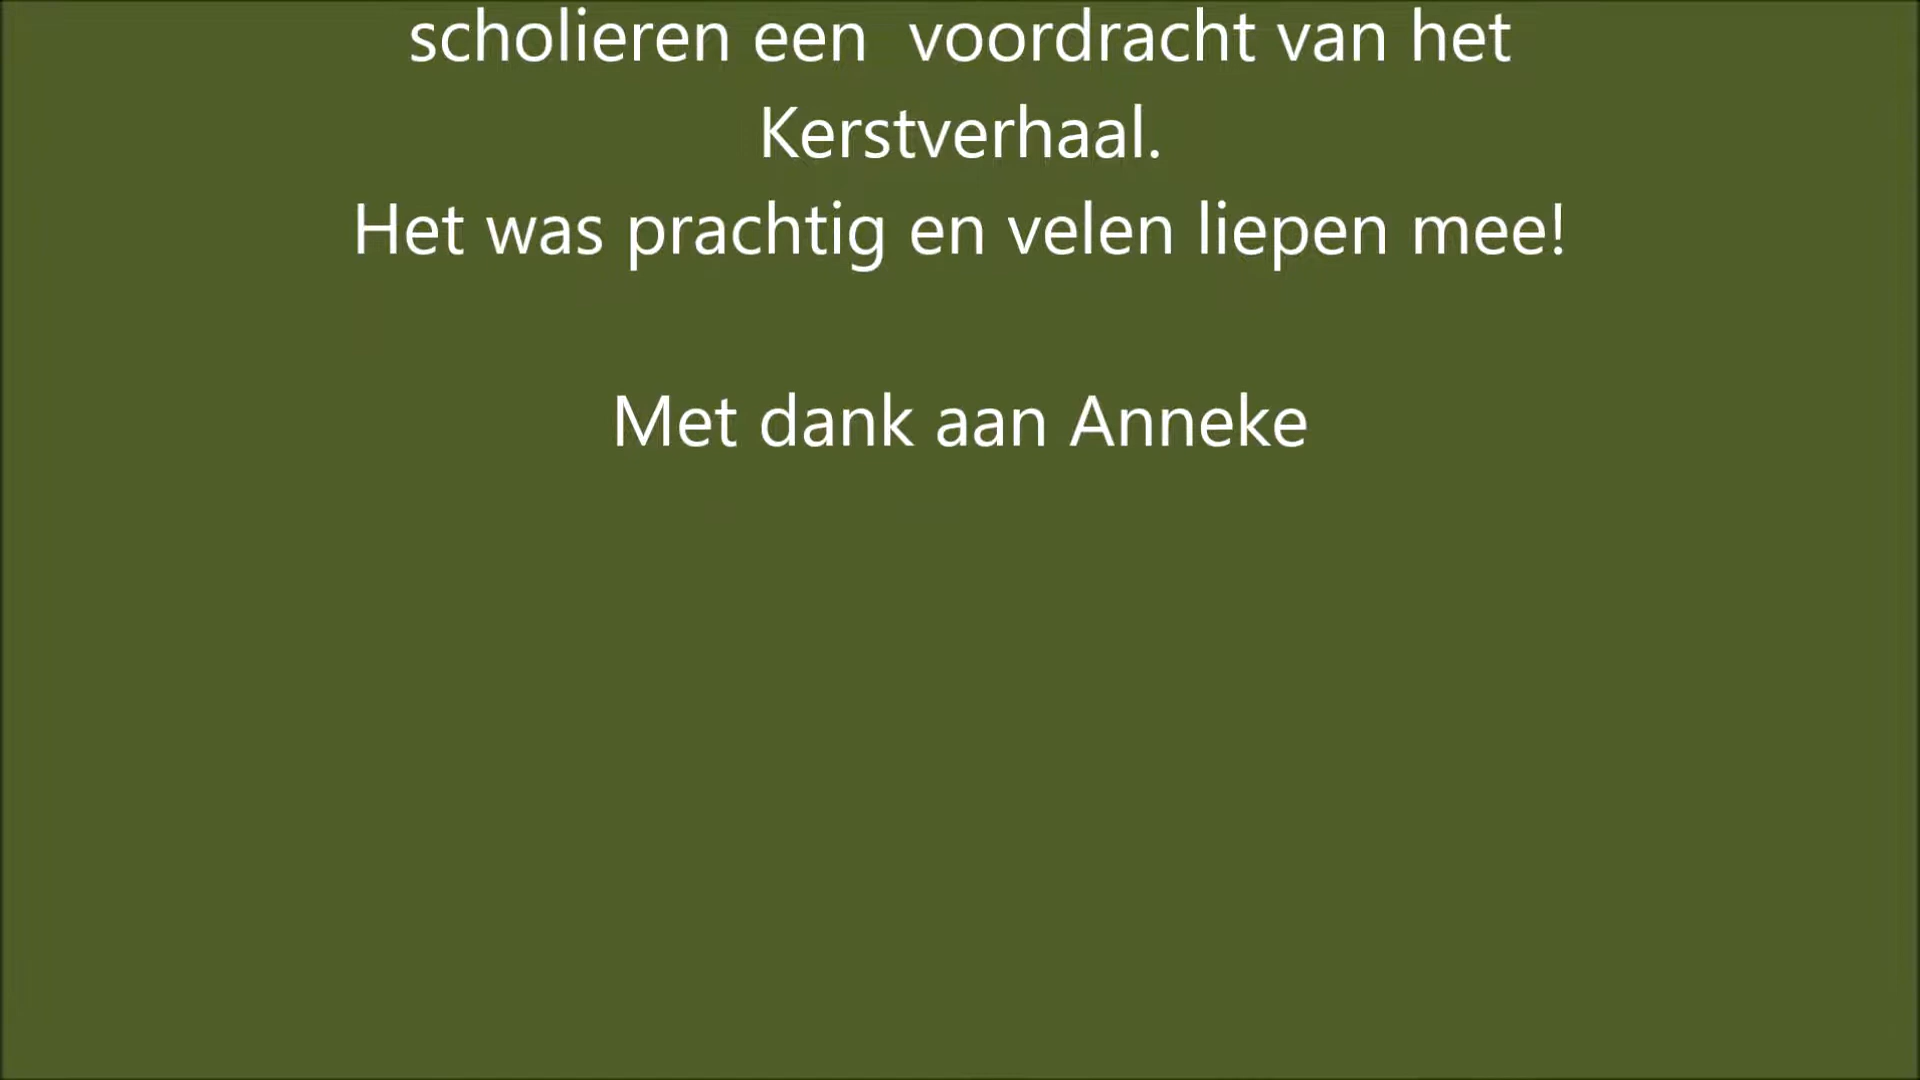 scholieren een  voordracht van het
Kerstverhaal.
Het was prachtig en velen liepen mee!
Met dank aan Anneke